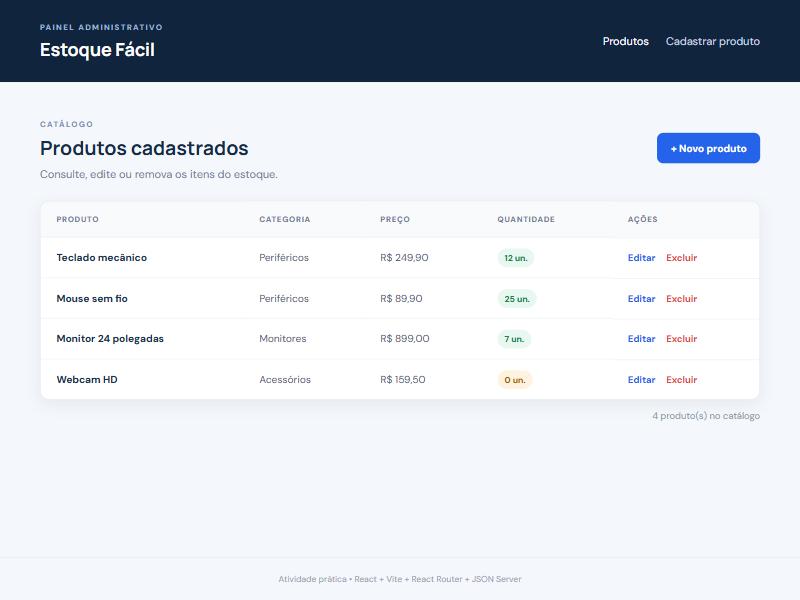 PAINEL ADMINISTRATIVO
Estoque Fácil
Produtos Cadastrar produto
CATÁLOGO
Produtos cadastrados
Consulte, edite ou remova os itens do estoque.
+ Novo produto
PRODUTO CATEGORIA PREÇO QUANTIDADE AÇÕES
Teclado mecânico Periféricos R$ 249,90 12 un. Editar Excluir
Mouse sem fio Periféricos R$ 89,90 25 un. Editar Excluir
Monitor 24 polegadas Monitores R$ 899,00 7 un. Editar Excluir
Webcam HD Acessórios R$ 159,50 0 un. Editar Excluir
4 produto(s) no catálogo
Atividade prática • React + Vite + React Router + JSON Server